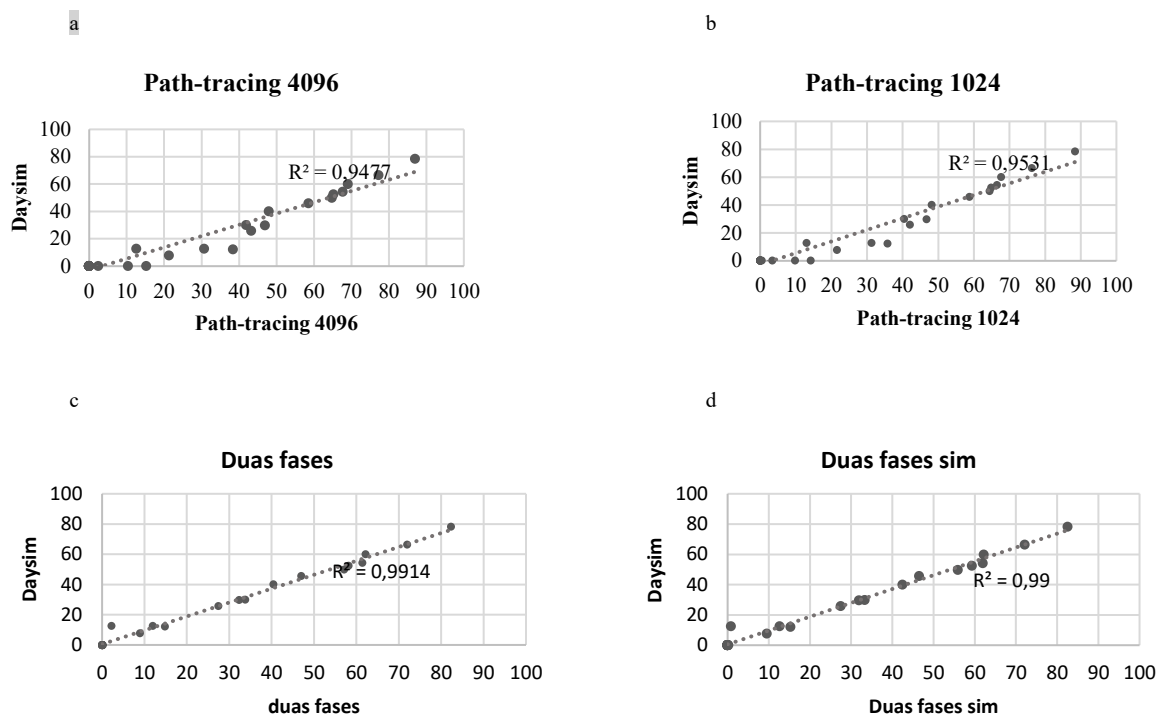 a
Path-tracing 4096
100
80
60
40
20
0
Daysim
R² = 0,9477
0 10 20 30 40 50 60 70 80 90 100
Path-tracing 4096
b
Path-tracing 1024
100
80
60
40
20
0
Daysim
R² = 0,9531
0 10 20 30 40 50 60 70 80 90 100
Path-tracing 1024
c
Duas fases
100
80
60
40
20
0
Daysim
R² = 0,9914
0 10 20 30 40 50 60 70 80 90 100
duas fases
d
Duas fases sim
100
80
60
40
20
0
Daysim
R² = 0,99
0 10 20 30 40 50 60 70 80 90 100
Duas fases sim